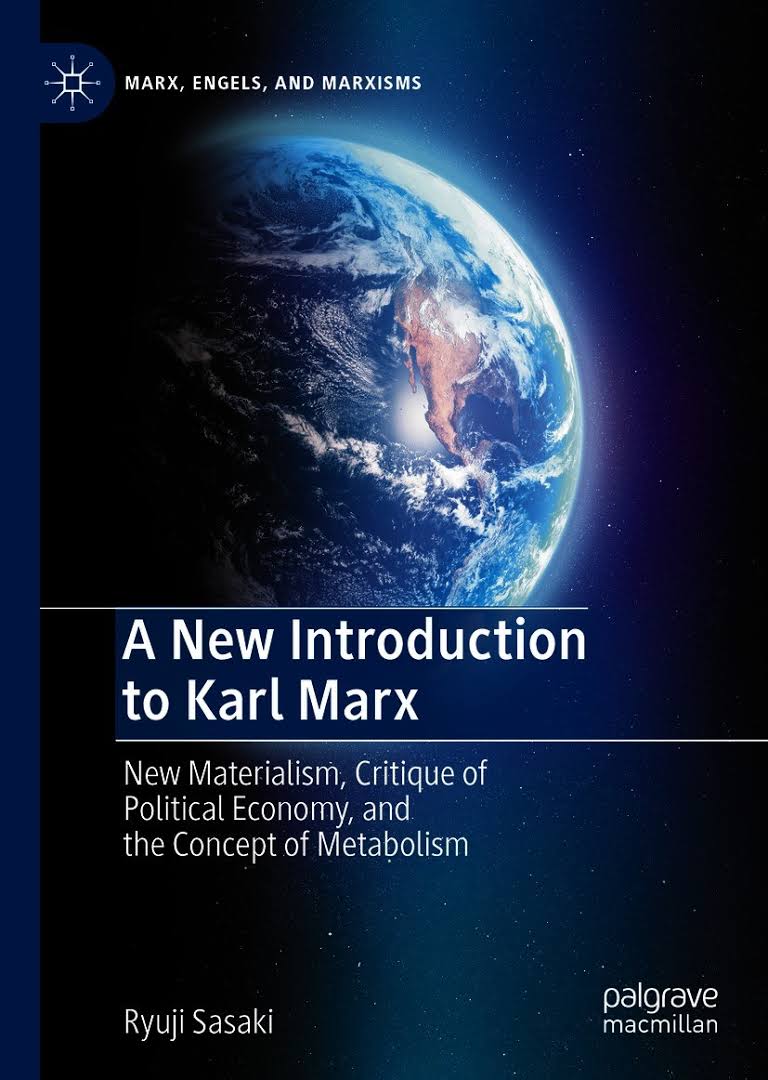 MARX, ENGELS, AND MARXISMS
A New Introduction
to Karl Marx
New Materialism, Critique of
Political Economy, and
the Concept of Metabolism
Ryuji Sasaki
palgrave
macmillan